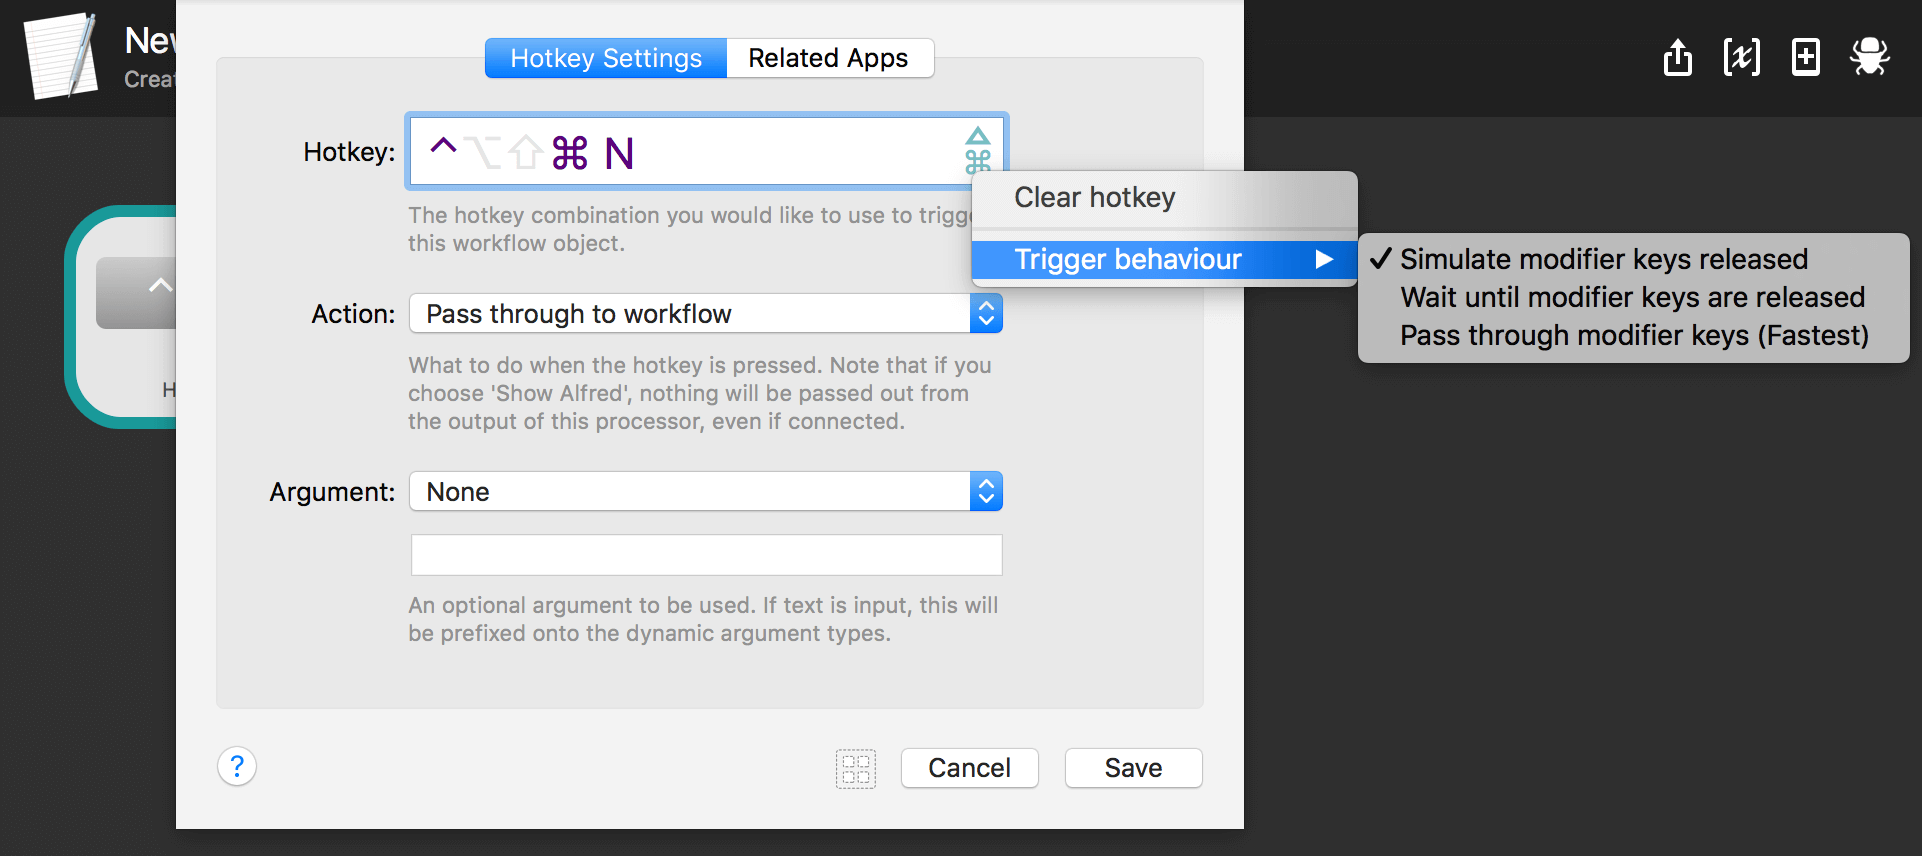 New
Creat
Hotkey Settings
Related Apps
Hotkey:
^⌥⇧⌘ N
The hotkey combination you would like to use to trigge
this workflow object.
Clear hotkey
Trigger behaviour
✓ Simulate modifier keys released
Wait until modifier keys are released
Pass through modifier keys (Fastest)
Action:
Pass through to workflow
What to do when the hotkey is pressed. Note that if you
choose 'Show Alfred', nothing will be passed out from
the output of this processor, even if connected.
H
Argument:
None
An optional argument to be used. If text is input, this will
be prefixed onto the dynamic argument types.
?
Cancel
Save